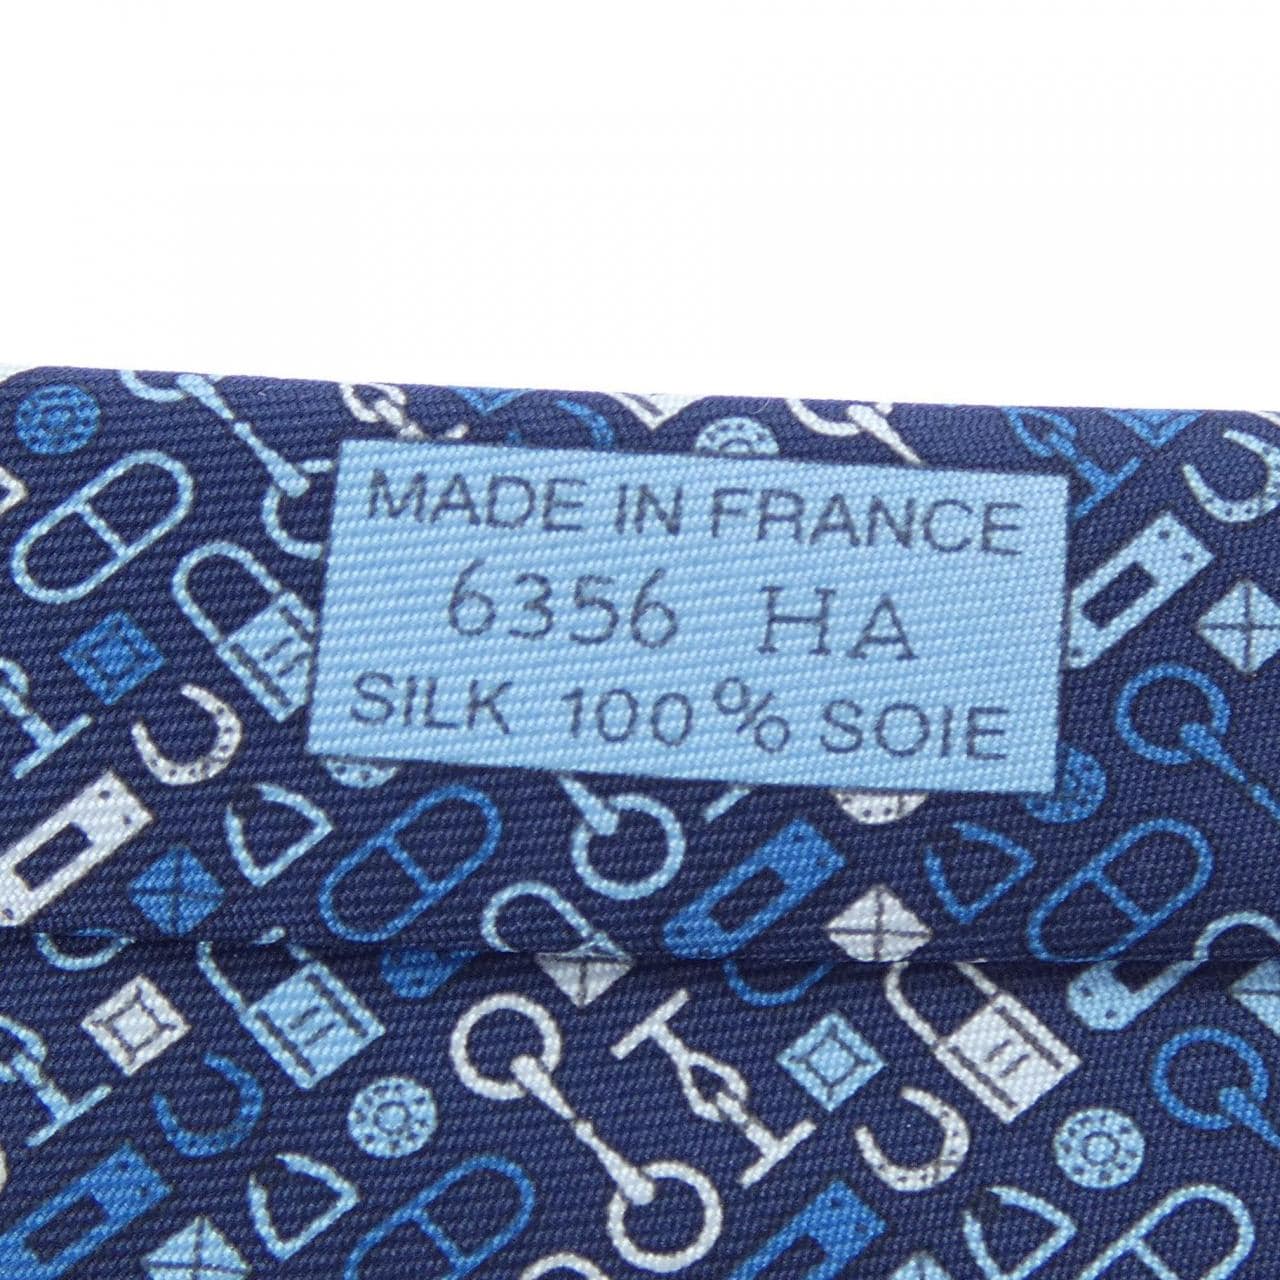 MADE IN FRANCE
6356 HA
SILK 100% SOIE